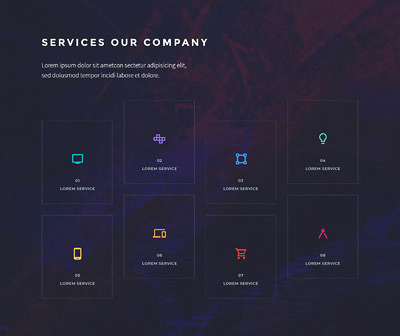 SERVICES OUR COMPANY
Lorem ipsum dolor sit ametcon sectetur adipisicing elit,
sed doiusmod tempor incidi labore et dolore.
01
LOREM SERVICE
02
LOREM SERVICE
03
LOREM SERVICE
04
LOREM SERVICE
05
LOREM SERVICE
06
LOREM SERVICE
07
LOREM SERVICE
08
LOREM SERVICE